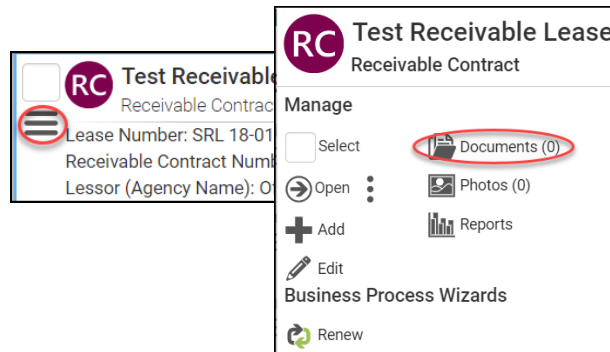 RC
Test Receivable
Receivable Contrac
Lease Number: SRL 18-01
Receivable Contract Numb
Lessor (Agency Name): O
RC
Test Receivable Lease
Receivable Contract
Manage
Select
Documents (0)
Open
Photos (0)
Add
Reports
Edit
Business Process Wizards
Renew